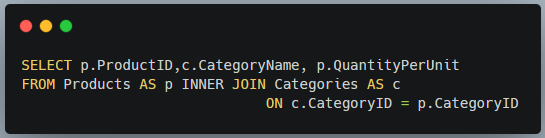 SELECT p.ProductID,c.CategoryName, p.QuantityPerUnit
FROM Products AS p INNER JOIN Categories AS c
ON c.CategoryID = p.CategoryID